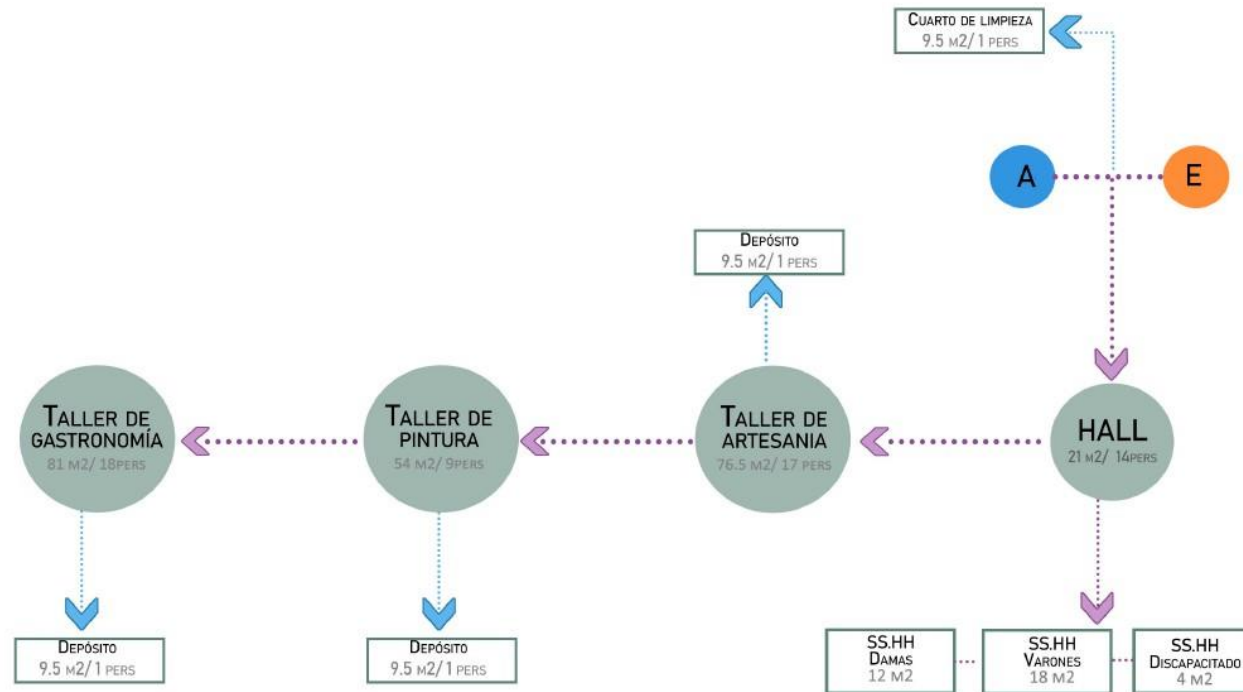 CUARTO DE LIMPIEZA
9.5 M2/ 1 PERS
A
E
DEPÓSITO
9.5 M2/ 1 PERS
TALLER DE
GASTRONOMÍA
81 M2/ 18PERS
TALLER DE
PINTURA
54 M2/ 9PERS
TALLER DE
ARTESANIA
76.5 M2/ 17 PERS
HALL
21 M2/ 14PERS
DEPÓSITO
9.5 M2/ 1 PERS
DEPÓSITO
9.5 M2/ 1 PERS
SS.HH
DAMAS
12 M2
SS.HH
VARONES
18 M2
SS.HH
DISCAPACITADO
4 M2